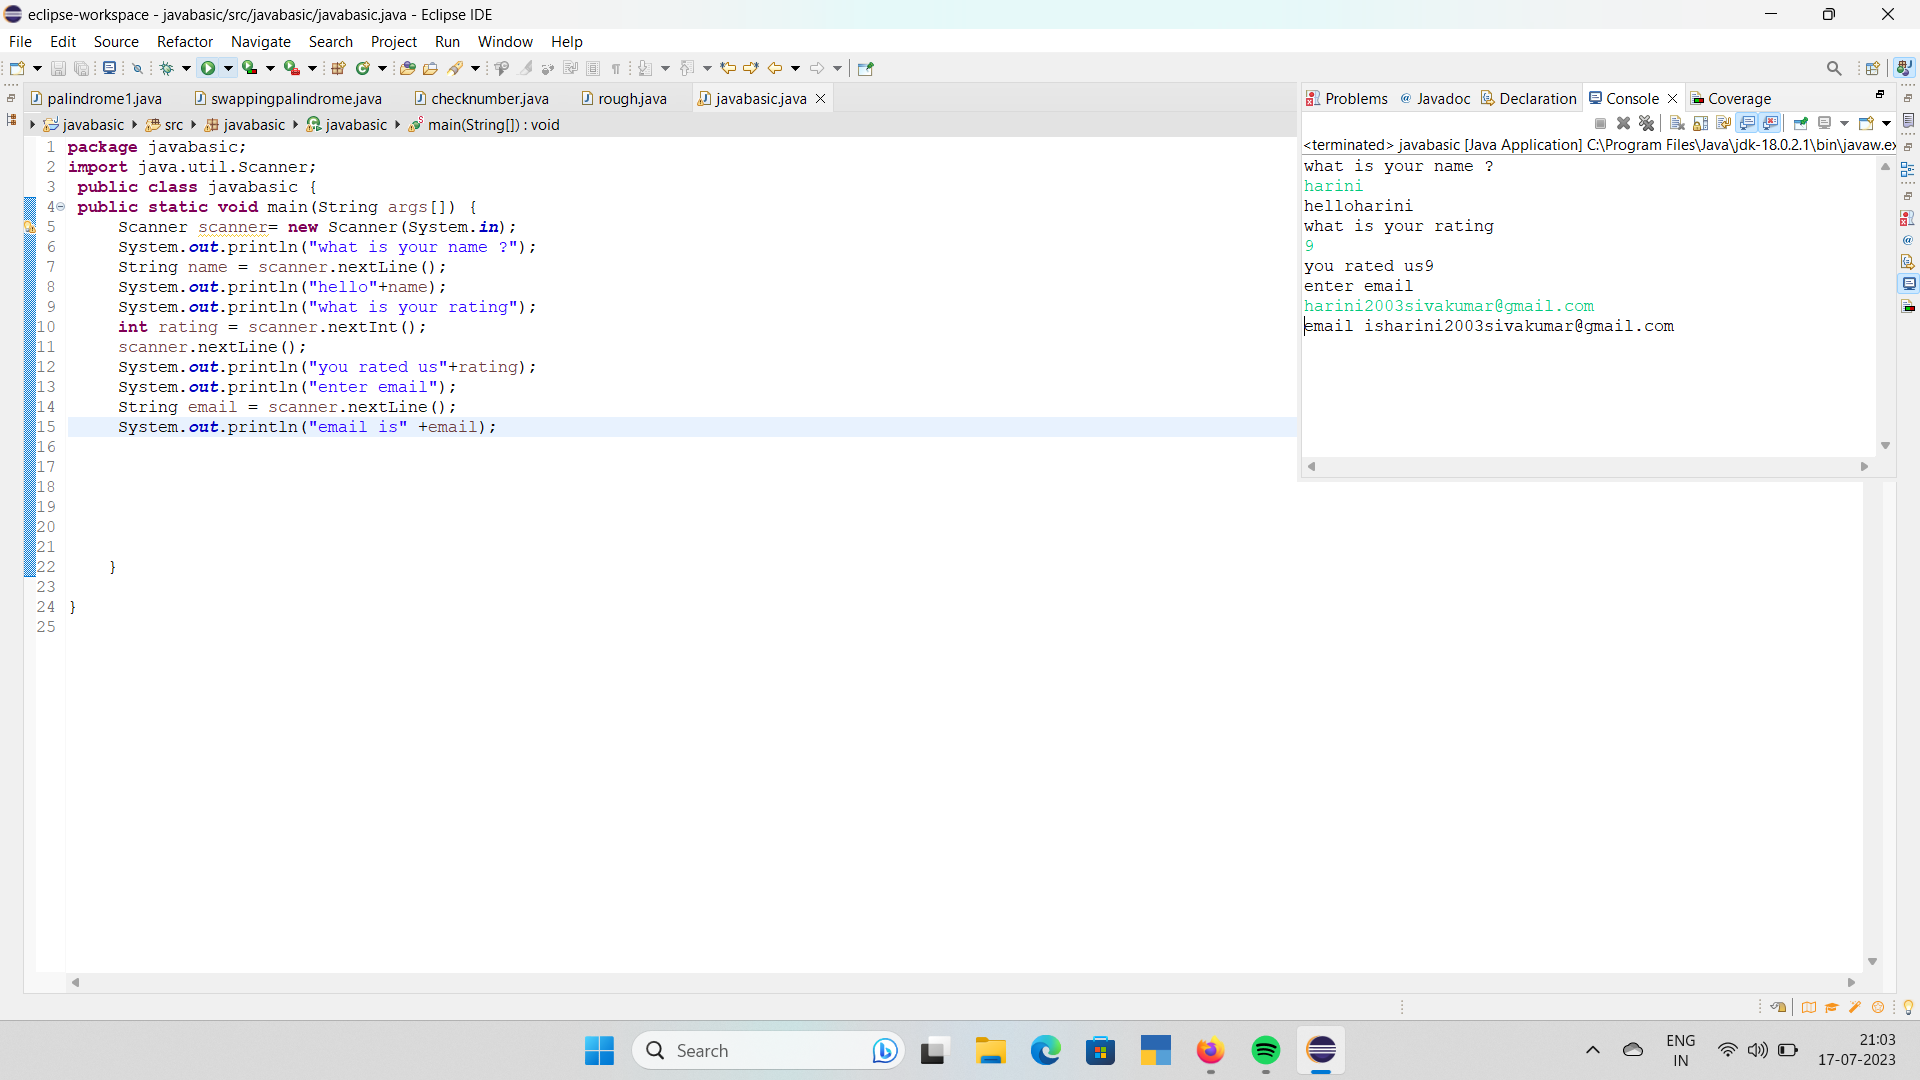 eclipse-workspace - javabasic/src/javabasic/javabasic.java - Eclipse IDE
File Edit Source Refactor Navigate Search Project Run Window Help
palindrome1.java swappingpalindrome.java checknumber.java rough.java javabasic.java
javabasic src javabasic javabasic main(String[]) : void
1 package javabasic;
2 import java.util.Scanner;
3 public class javabasic {
4 public static void main(String args[]) {
5 Scanner scanner= new Scanner(System.in);
6 System.out.println("what is your name ?");
7 String name = scanner.nextLine();
8 System.out.println("hello"+name);
9 System.out.println("what is your rating");
10 int rating = scanner.nextInt();
11 scanner.nextLine();
12 System.out.println("you rated us"+rating);
13 System.out.println("enter email");
14 String email = scanner.nextLine();
15 System.out.println("email is" +email);
16
17
18
19
20
21
22 }
23
24 }
25
Problems Javadoc Declaration Console Coverage
<terminated> javabasic [Java Application] C:\Program Files\Java\jdk-18.0.2.1\bin\javaw.ex
what is your name ?
harini
helloharini
what is your rating
9
you rated us9
enter email
harini2003sivakumar@gmail.com
email isharini2003sivakumar@gmail.com
Search
ENG
IN
21:03
17-07-2023